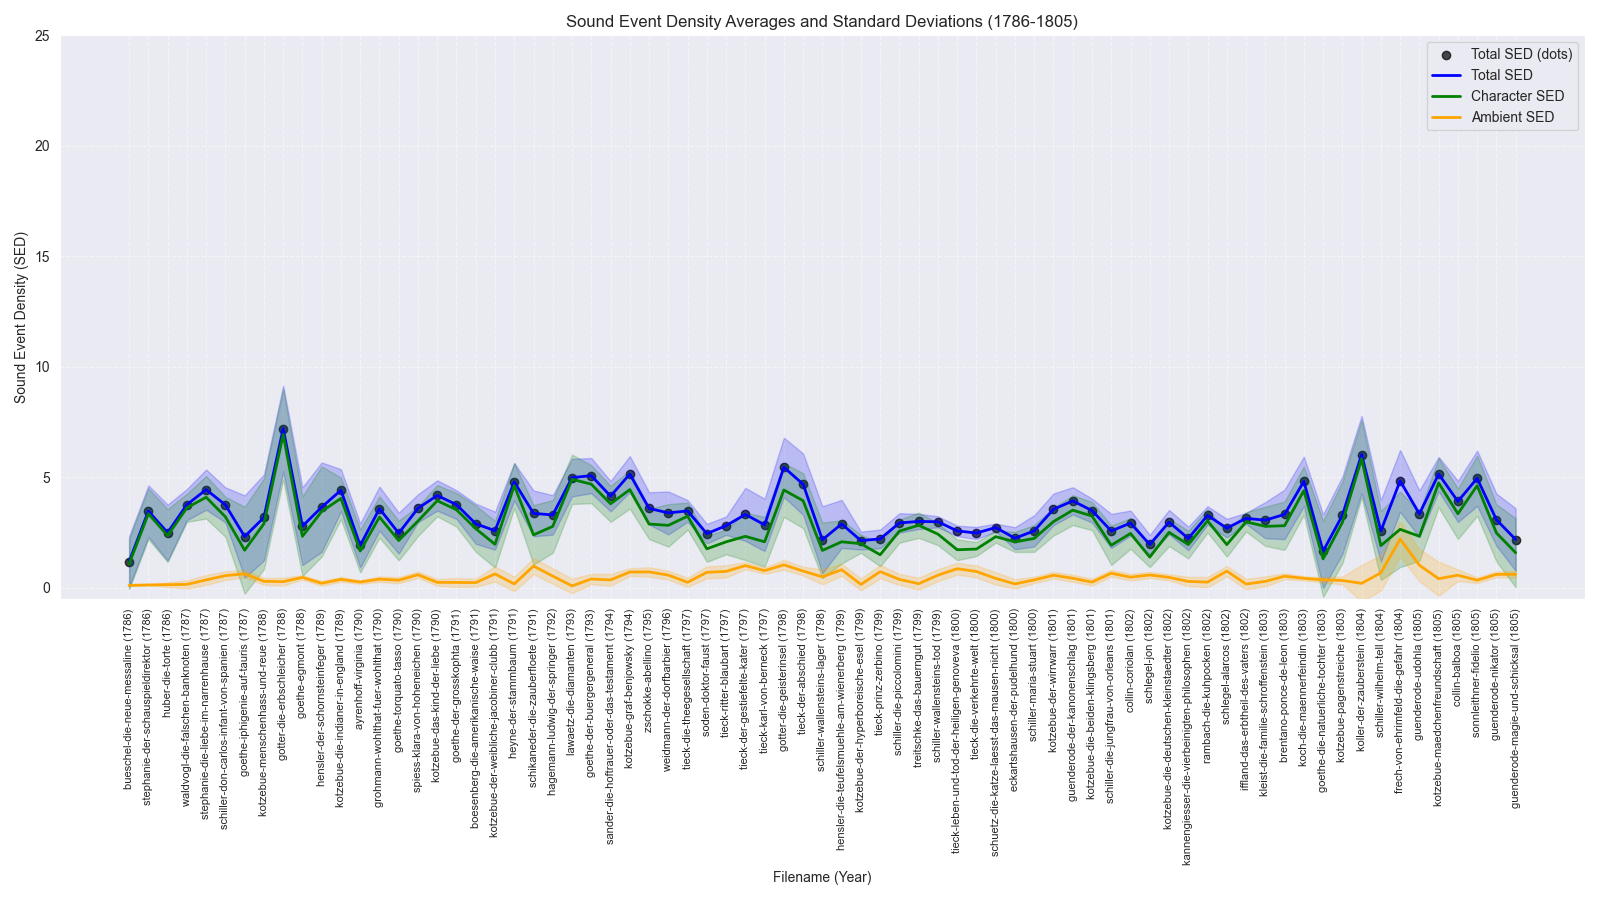 Sound Event Density Averages and Standard Deviations (1786-1805)
Total SED (dots)
Total SED
Character SED
Ambient SED
Sound Event Density (SED)
25
20
15
10
5
0
bueschel-die-neue-messaline (1786)
stephanie-der-schauspieldirektor (1786)
huber-die-torte (1786)
waldvogl-die-falschen-banknoten (1787)
stephanie-die-liebe-im-narrenhause (1787)
schiller-don-carlos-infant-von-spanien (1787)
goethe-iphigenie-auf-tauris (1787)
kotzebue-menschenhass-und-reue (1788)
gotter-die-erbschleicher (1788)
goethe-egmont (1788)
hensler-der-schornsteinfeger (1789)
kotzebue-die-indianer-in-england (1789)
ayrenhoff-virginia (1790)
grohmann-wohlthat-fuer-wohlthat (1790)
goethe-torquato-tasso (1790)
spiess-klara-von-hoheneichen (1790)
kotzebue-das-kind-der-liebe (1790)
goethe-der-grosskophta (1791)
boesenberg-die-amerikanische-waise (1791)
kotzebue-der-weibliche-jacobiner-clubb (1791)
heyne-der-stammbaum (1791)
schikaneder-die-zauberfloete (1791)
hagemann-ludwig-der-springer (1792)
lawaetz-die-diamanten (1793)
goethe-der-buergergeneral (1793)
sander-die-hoftrauer-oder-das-testament (1794)
kotzebue-graf-benjowsky (1794)
zschokke-abellino (1795)
weidmann-der-dorfbarbier (1796)
tieck-die-theegesellschaft (1797)
soden-doktor-faust (1797)
tieck-ritter-blaubart (1797)
tieck-der-gestiefelte-kater (1797)
tieck-karl-von-berneck (1797)
gotter-die-geisterinsel (1798)
tieck-der-abschied (1798)
schiller-wallensteins-lager (1798)
hensler-die-teufelsmuehle-am-wienerberg (1799)
kotzebue-der-hyperboreische-esel (1799)
tieck-prinz-zerbino (1799)
schiller-die-piccolomini (1799)
treitschke-das-bauerngut (1799)
schiller-wallensteins-tod (1799)
tieck-leben-und-tod-der-heiligen-genoveva (1800)
tieck-die-verkehrte-welt (1800)
schuetz-die-katze-laesst-das-mausen-nicht (1800)
eckartshausen-der-pudelhund (1800)
schiller-maria-stuart (1800)
kotzebue-der-wirrwarr (1801)
guenderode-der-kanonenschlag (1801)
kotzebue-die-beiden-klingsberg (1801)
schiller-die-jungfrau-von-orleans (1801)
collin-coriolan (1802)
schlegel-jon (1802)
kotzebue-die-deutschen-kleinstaedter (1802)
kannengiesser-die-vierbeinigten-philosophen (1802)
rambach-die-kuhpocken (1802)
schlegel-alarcos (1802)
iffland-das-erbtheil-des-vaters (1802)
kleist-die-familie-schroffenstein (1803)
brentano-ponce-de-leon (1803)
koch-die-maennerfeindin (1803)
goethe-die-natuerliche-tochter (1803)
kotzebue-pagenstreiche (1803)
koller-der-zauberstein (1804)
schiller-wilhelm-tell (1804)
frech-von-ehrimfeld-die-gefahr (1804)
guenderode-udohla (1805)
kotzebue-maedchenfreundschaft (1805)
collin-balboa (1805)
sonnleithner-fidelio (1805)
guenderode-nikator (1805)
guenderode-magie-und-schicksal (1805)
Filename (Year)